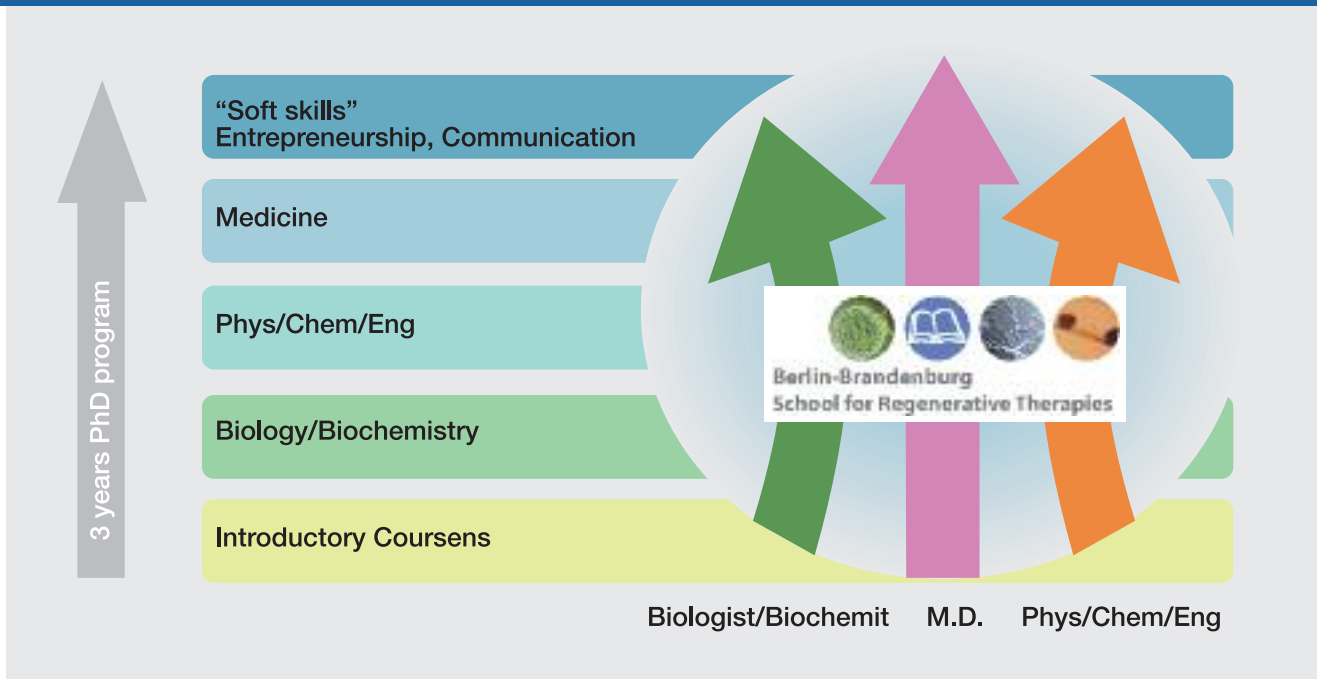 “Soft skills”
Entrepreneurship, Communication
Medicine
Phys/Chem/Eng
Biology/Biochemistry
Introductory Coursens
3 years PhD program
Berlin-Brandenburg
School for Regenerative Therapies
Biologist/Biochemit M.D. Phys/Chem/Eng